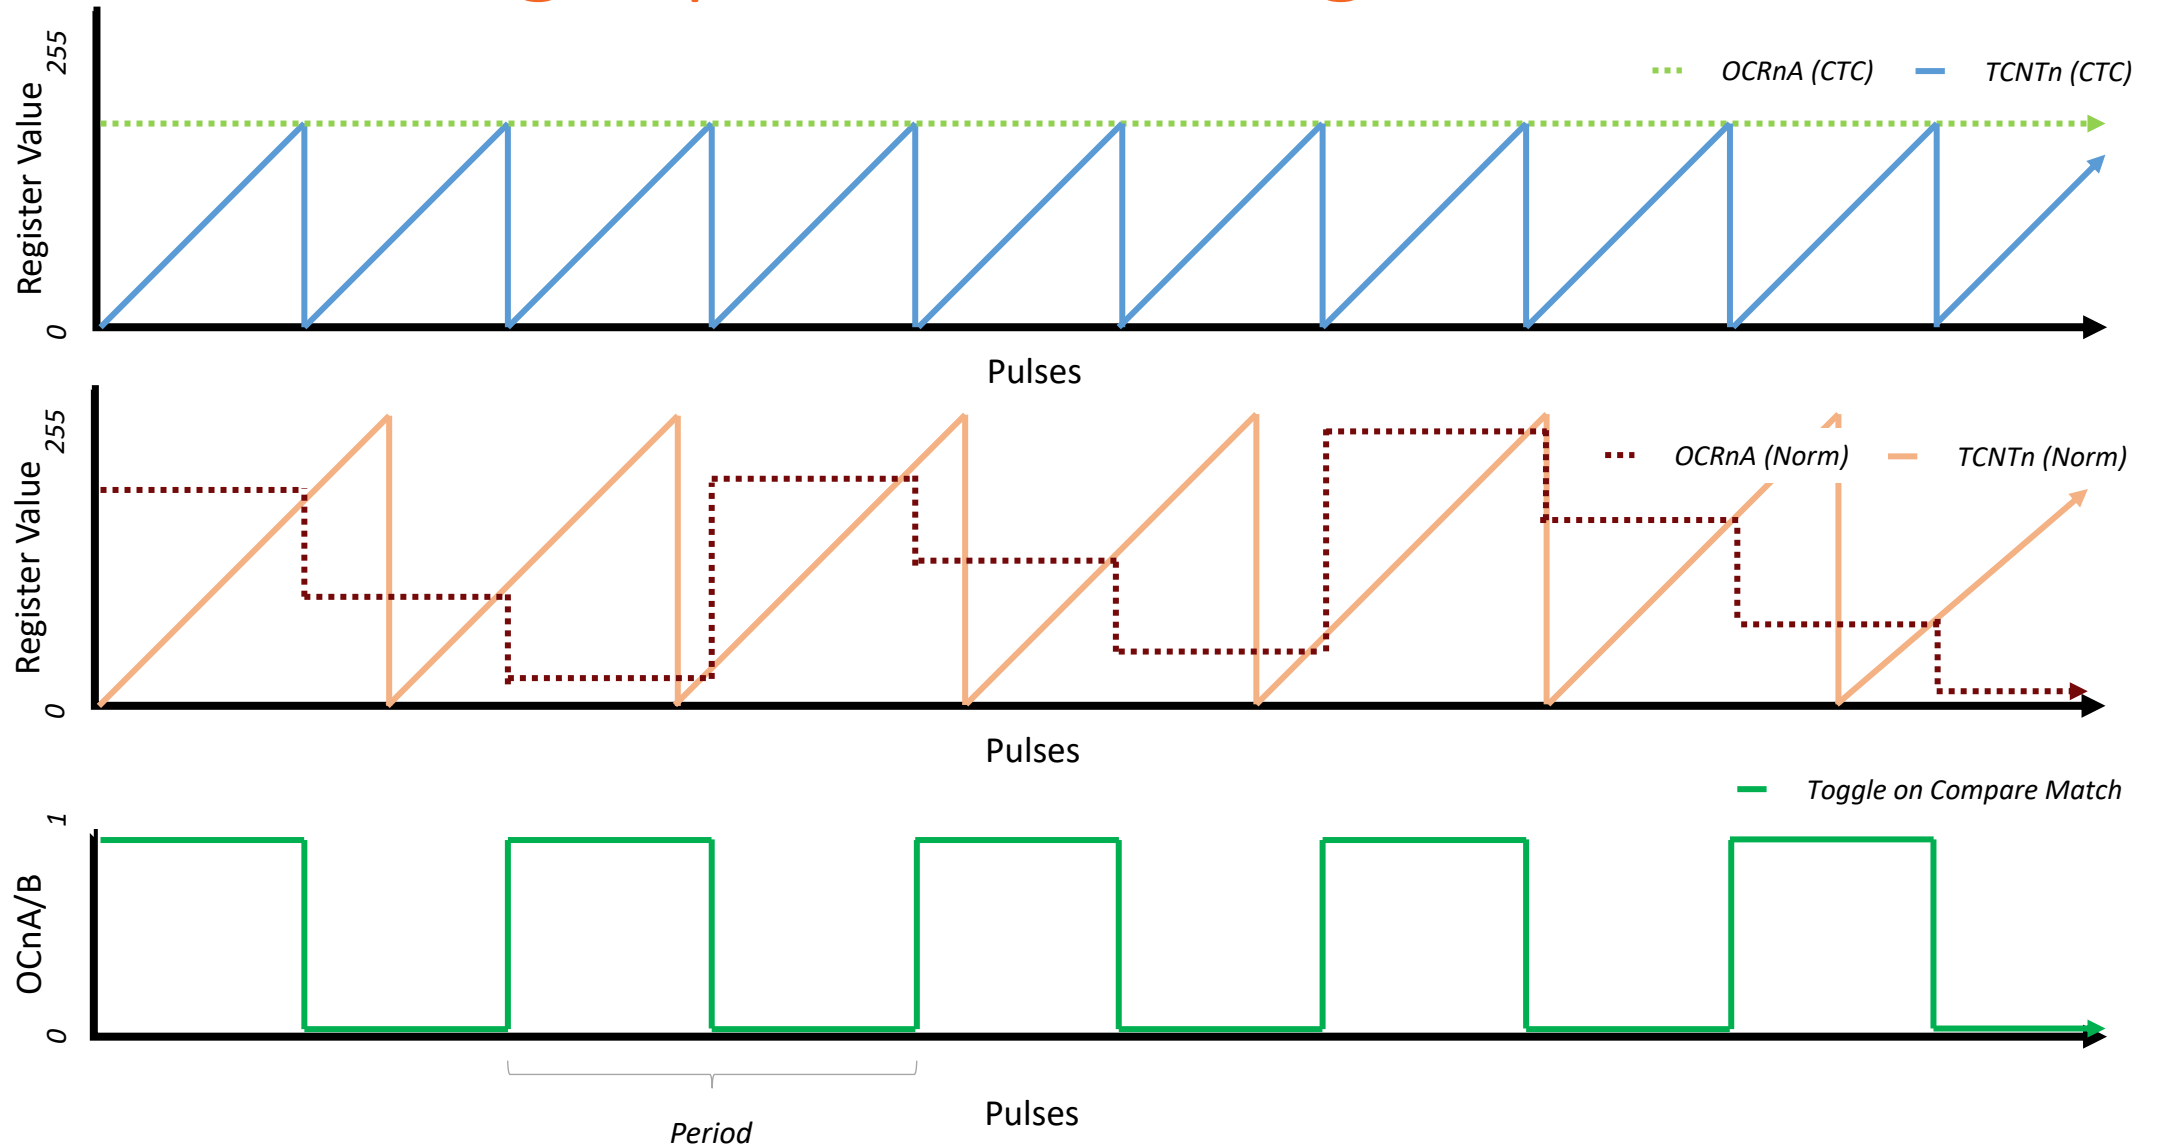 255
Register Value
0
OCRnA (CTC)
TCNTn (CTC)
Pulses
255
Register Value
0
OCRnA (Norm)
TCNTn (Norm)
Pulses
Toggle on Compare Match
1
OCnA/B
0
Period
Pulses